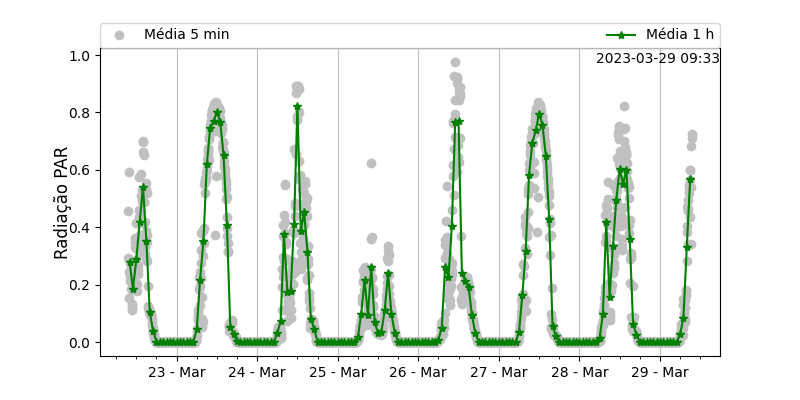 Média 5 min
Média 1 h
2023-03-29 09:33
Radiação PAR
1.0
0.8
0.6
0.4
0.2
0.0
23 - Mar
24 - Mar
25 - Mar
26 - Mar
27 - Mar
28 - Mar
29 - Mar